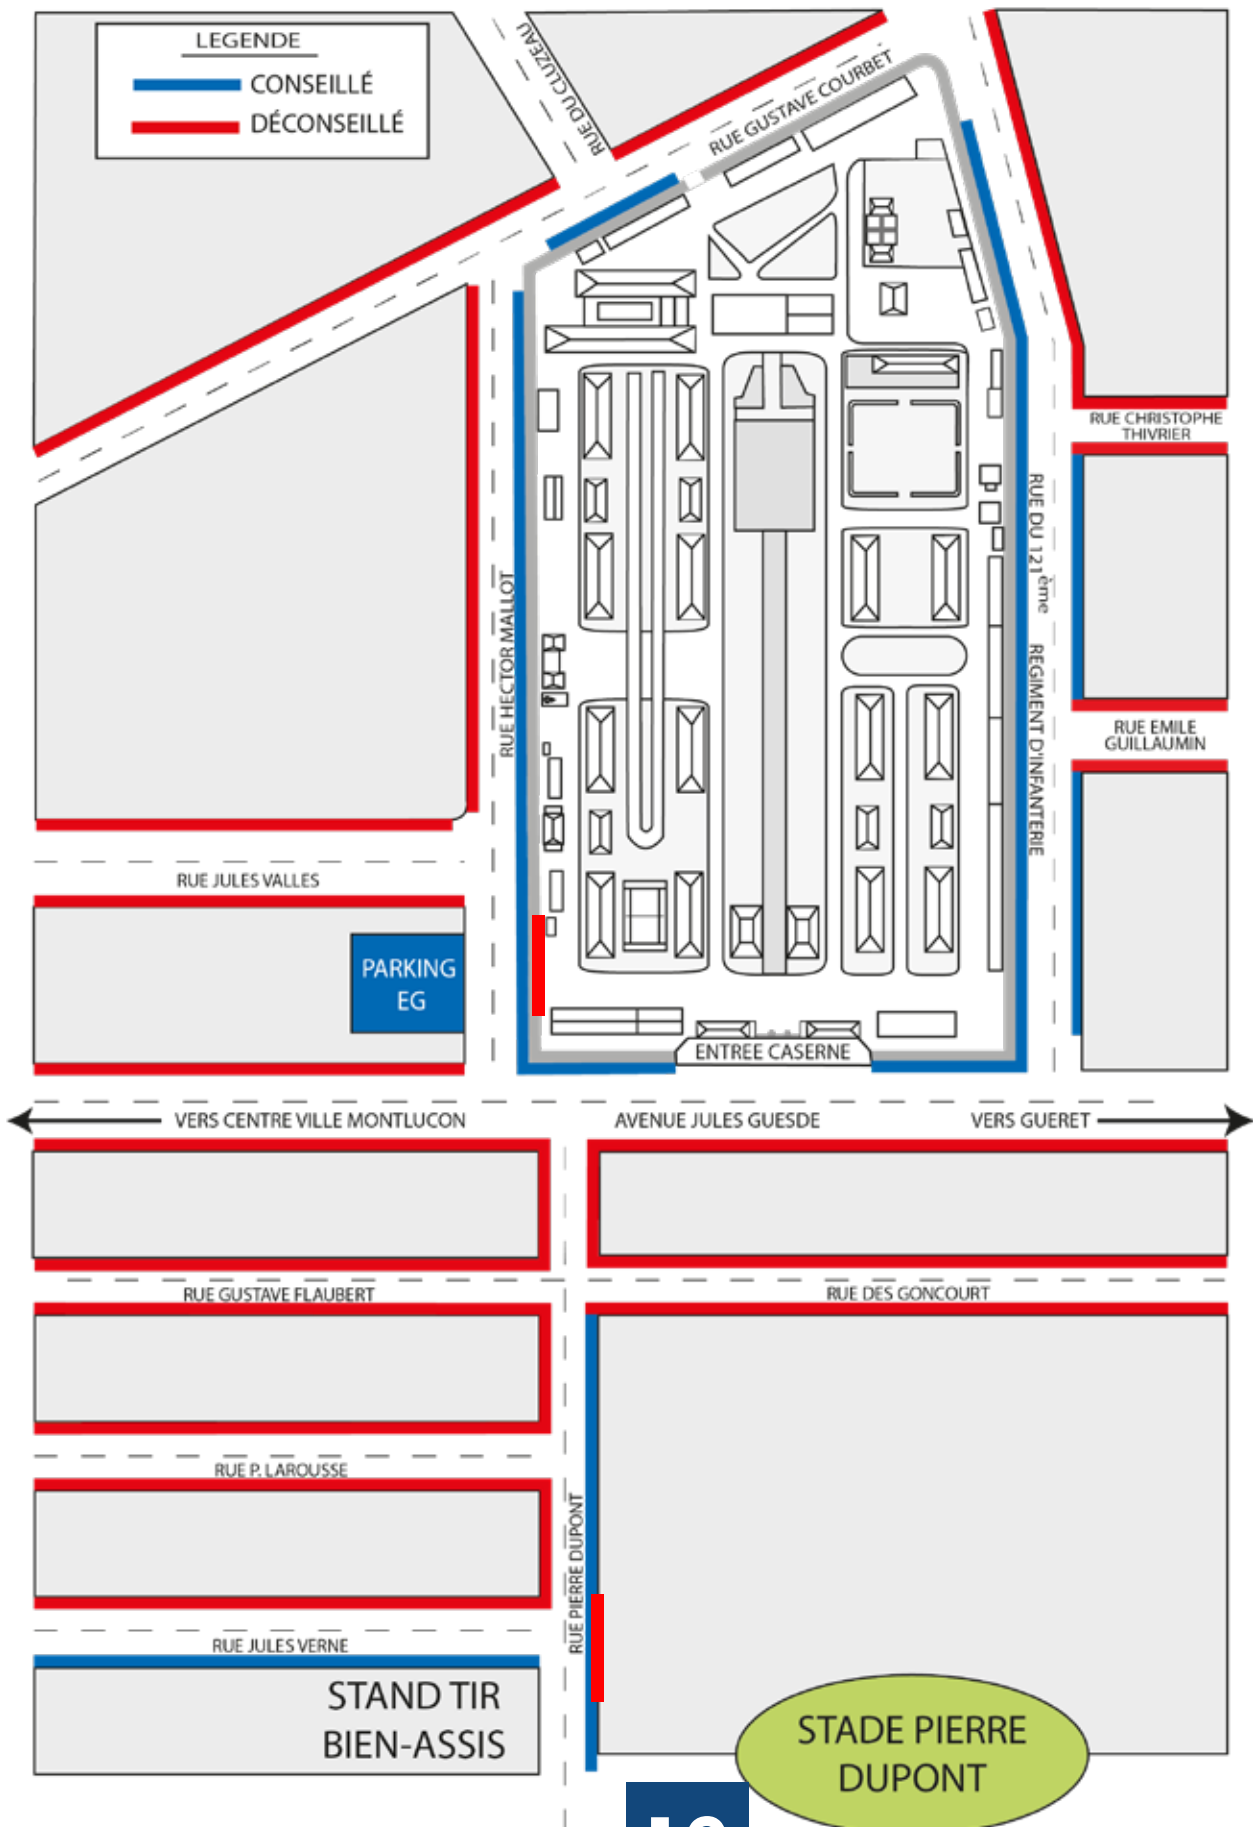 LEGENDE
CONSEILLÉ
DÉCONSEILLÉ
RUE DU CLUZEAU
RUE GUSTAVE COURBET
RUE CHRISTOPHE
THIVRIER
RUE DU 121ème REGIMENT D'INFANTERIE
RUE HECTOR MALLOT
RUE EMILE
GUILLAUMIN
RUE JULES VALLES
PARKING
EG
ENTREE CASERNE
VERS CENTRE VILLE MONTLUCON
AVENUE JULES GUESDE
VERS GUERET
RUE GUSTAVE FLAUBERT
RUE DES GONCOURT
RUE P. LAROUSSE
RUE PIERRE DUPONT
RUE JULES VERNE
STAND TIR
BIEN-ASSIS
STADE PIERRE
DUPONT